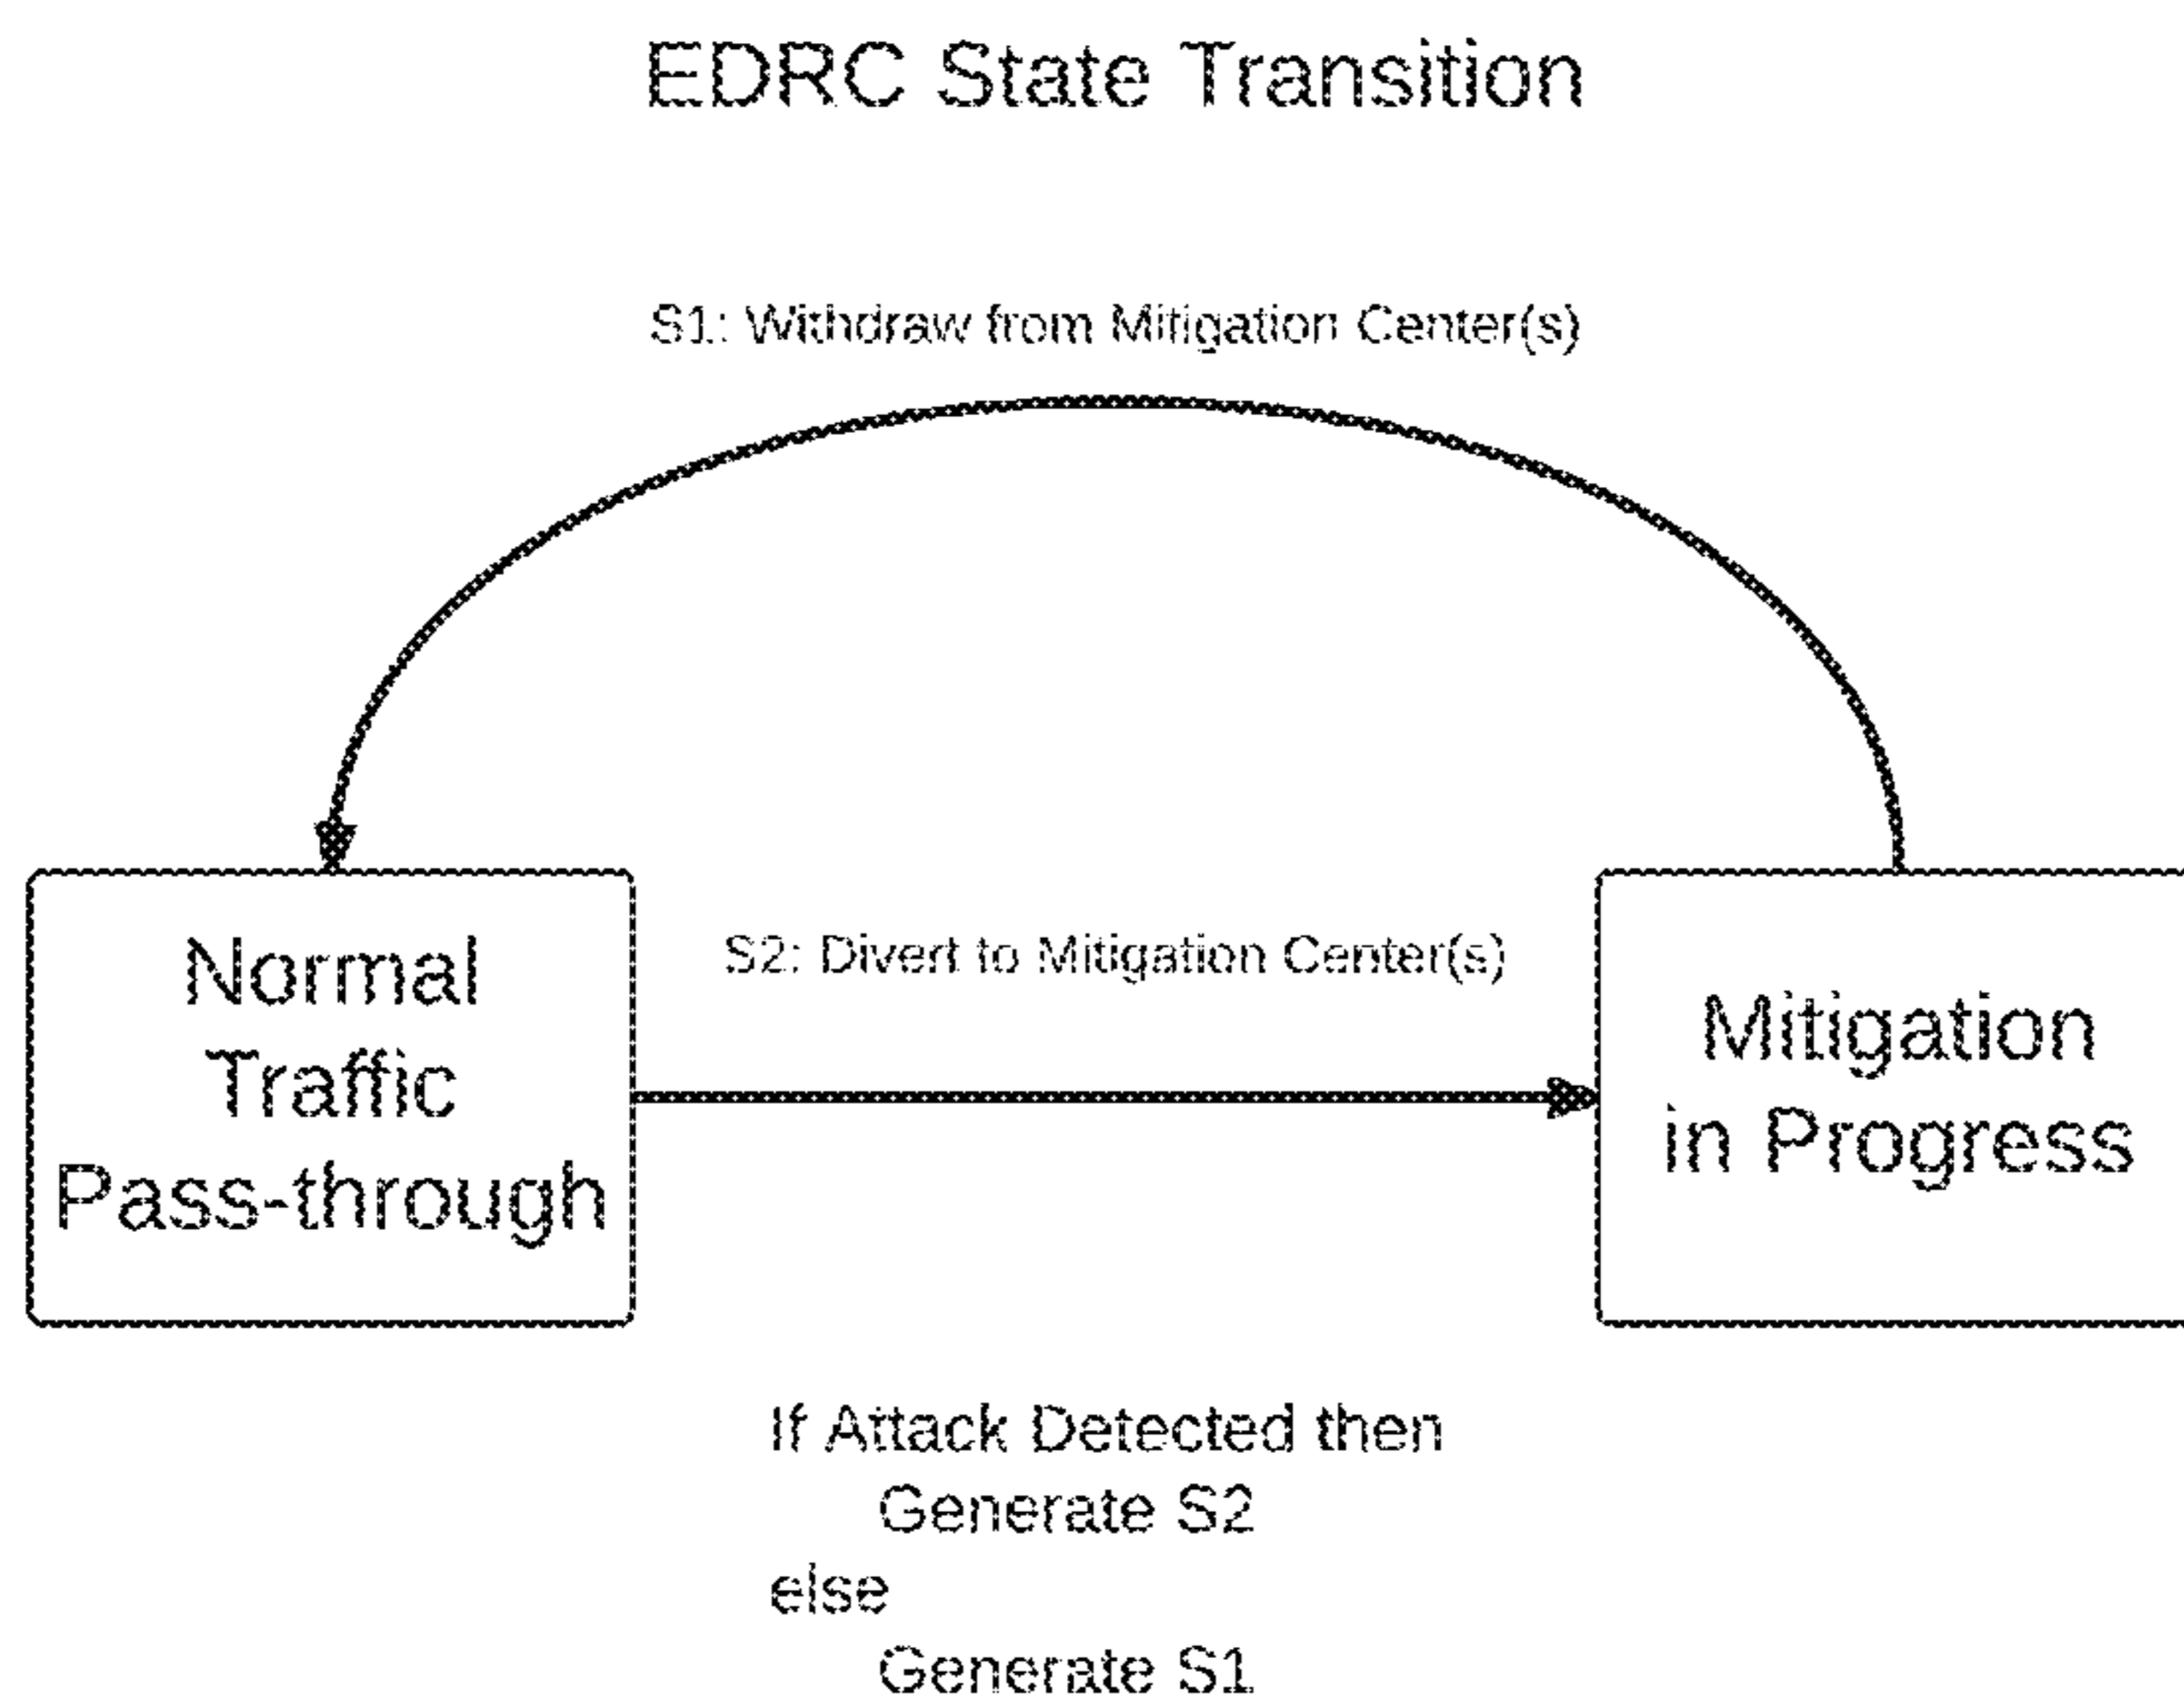 EDRC State Transition
S1: Withdraw from Mitigation Center(s)
Normal
Traffic
Pass-through
S2: Divert to Mitigation Center(s)
Mitigation
in Progress
If Attack Detected then
Generate S2
else
Generate S1